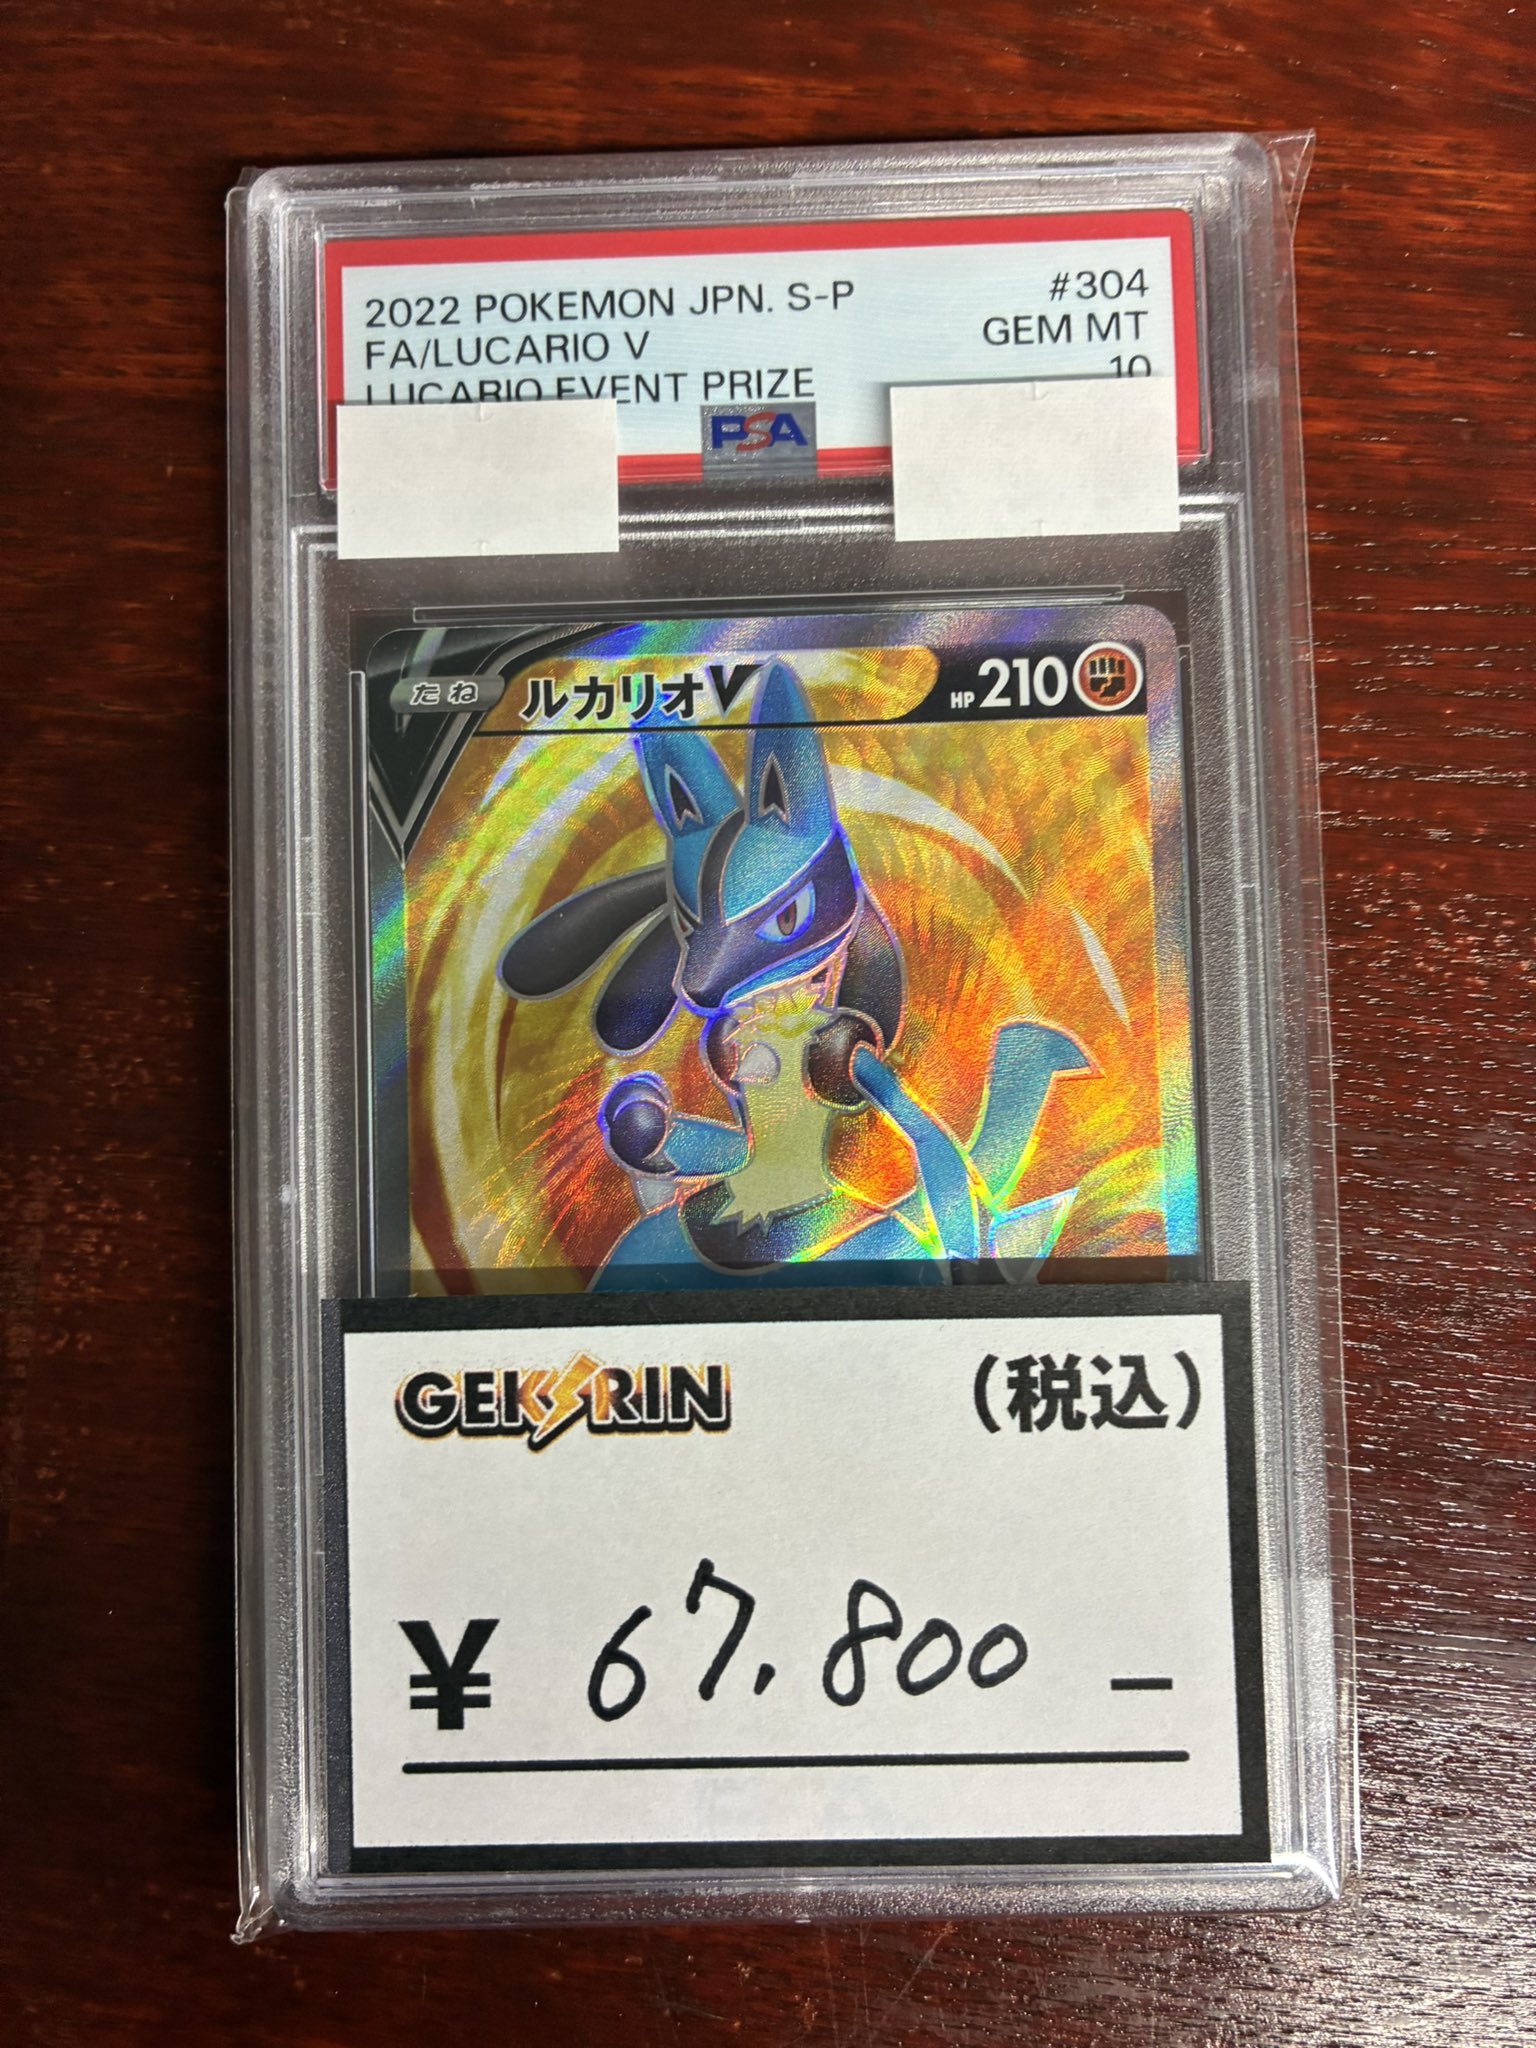 2022 POKEMON JPN. S-P #304
FA/LUCARIO V GEM MT
LUCARIO EVENT PRIZE 10
PSA
たね ルカリオV HP 210
GEKIRIN (税込)
¥ 67,800 –